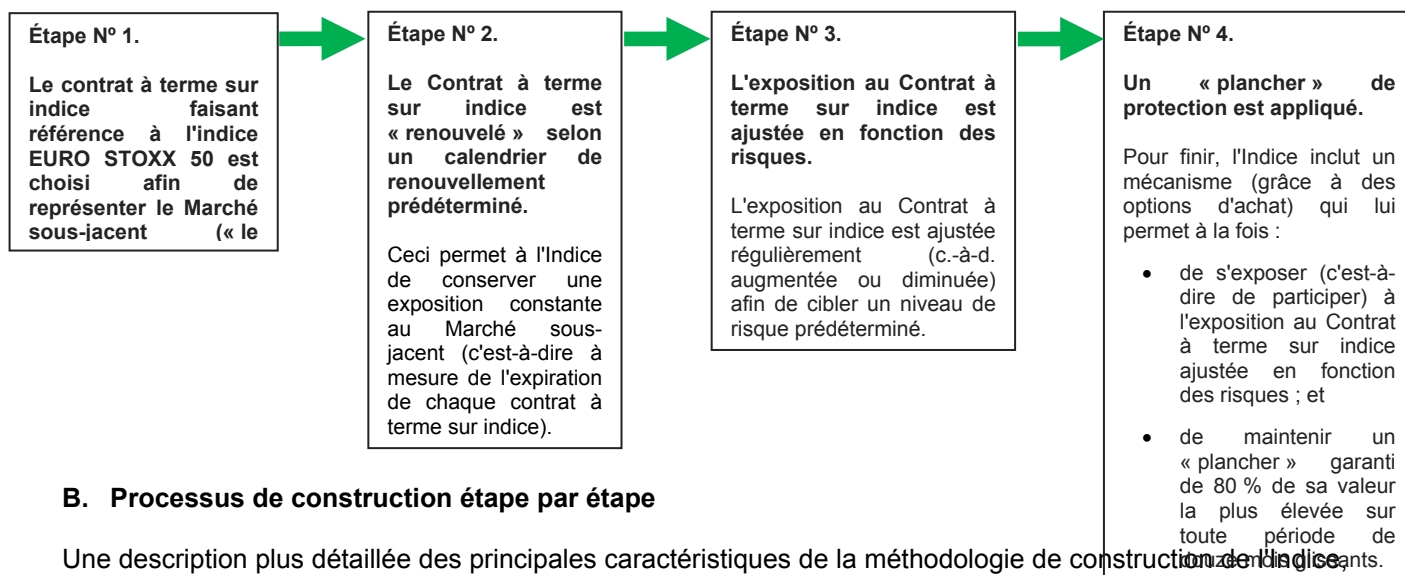 Étape Nº 1.
Le contrat à terme sur
indice faisant
référence à l'indice
EURO STOXX 50 est
choisi afin de
représenter le Marché
sous-jacent (« le
Étape Nº 2.
Le Contrat à terme
sur indice est
« renouvelé » selon
un calendrier de
renouvellement
prédéterminé.
Ceci permet à l'Indice
de conserver une
exposition constante
au Marché sous-
jacent (c'est-à-dire à
mesure de l'expiration
de chaque contrat à
terme sur indice).
Étape Nº 3.
L'exposition au Contrat à
terme sur indice est
ajustée en fonction des
risques.
L'exposition au Contrat à
terme sur indice est ajustée
régulièrement (c.-à-d.
augmentée ou diminuée)
afin de cibler un niveau de
risque prédéterminé.
Étape Nº 4.
Un « plancher » de
protection est appliqué.
Pour finir, l'Indice inclut un
mécanisme (grâce à des
options d'achat) qui lui
permet à la fois :
• de s'exposer (c'est-à-
dire de participer) à
l'exposition au Contrat
à terme sur indice
ajustée en fonction
des risques ; et
• de maintenir un
« plancher » garanti
de 80 % de sa valeur
la plus élevée sur
toute période de
douze mois glissants.
B. Processus de construction étape par étape
Une description plus détaillée des principales caractéristiques de la méthodologie de construction de l'Indice,